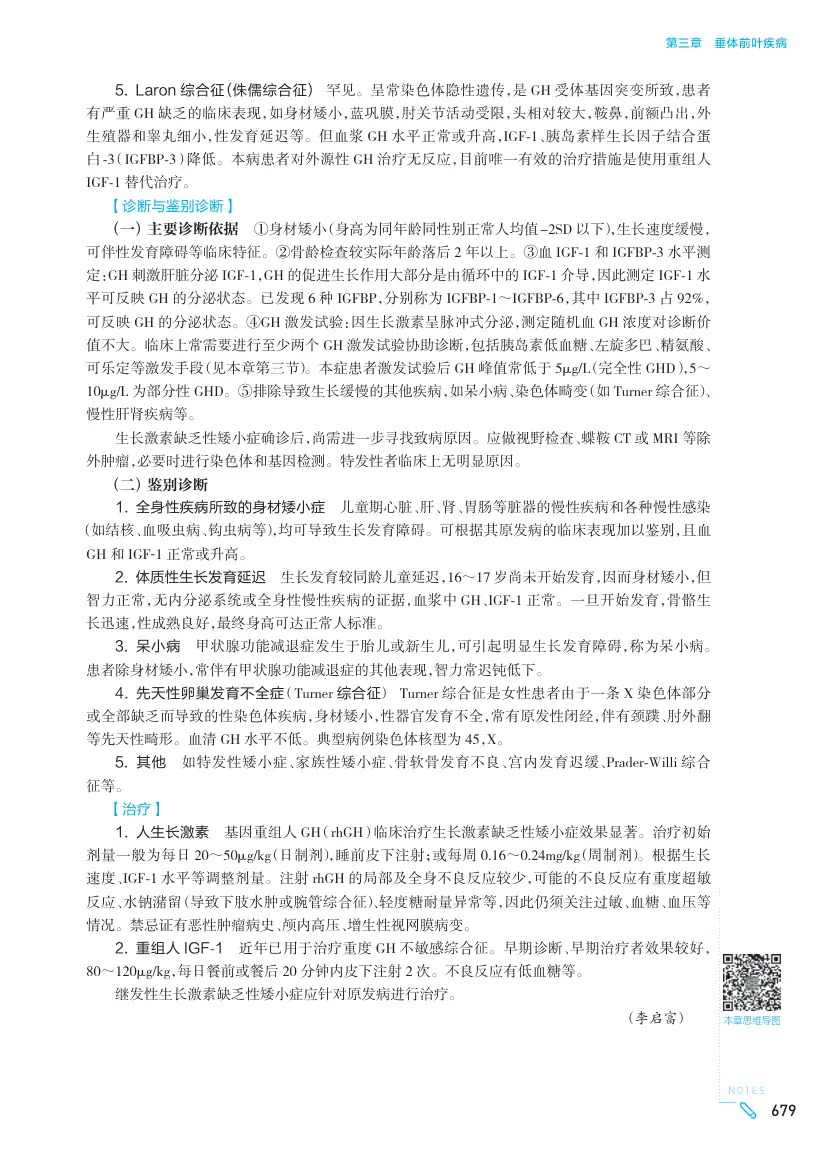 第三章 垂体前叶疾病
5. Laron 综合征(侏儒综合征) 罕见。呈常染色体隐性遗传,是 GH 受体基因突变所致,患者
有严重 GH 缺乏的临床表现,如身材矮小,蓝巩膜,肘关节活动受限,头相对较大,鞍鼻,前额凸出,外
生殖器和睾丸细小,性发育延迟等。但血浆 GH 水平正常或升高,IGF-1、胰岛素样生长因子结合蛋
白 -3(IGFBP-3)降低。本病患者对外源性 GH 治疗无反应,目前唯一有效的治疗措施是使用重组人
IGF-1 替代治疗。
【诊断与鉴别诊断】
(一)主要诊断依据 ①身材矮小(身高为同年龄同性别正常人均值 -2SD 以下),生长速度缓慢,
可伴性发育障碍等临床特征。②骨龄检查较实际年龄落后 2 年以上。③血 IGF-1 和 IGFBP-3 水平测
定:GH 刺激肝脏分泌 IGF-1,GH 的促进生长作用大部分是由循环中的 IGF-1 介导,因此测定 IGF-1 水
平可反映 GH 的分泌状态。已发现 6 种 IGFBP,分别称为 IGFBP-1~IGFBP-6,其中 IGFBP-3 占 92%,
可反映 GH 的分泌状态。④GH 激发试验:因生长激素呈脉冲式分泌,测定随机血 GH 浓度对诊断价
值不大。临床上常需要进行至少两个 GH 激发试验协助诊断,包括胰岛素低血糖、左旋多巴、精氨酸、
可乐定等激发手段(见本章第三节)。本症患者激发试验后 GH 峰值常低于 5μg/L(完全性 GHD),5~
10μg/L 为部分性 GHD。⑤排除导致生长缓慢的其他疾病,如呆小病、染色体畸变(如 Turner 综合征)、
慢性肝肾疾病等。
生长激素缺乏性矮小症确诊后,尚需进一步寻找致病原因。应做视野检查、蝶鞍 CT 或 MRI 等除
外肿瘤,必要时进行染色体和基因检测。特发性者临床上无明显原因。
(二)鉴别诊断
1. 全身性疾病所致的身材矮小症 儿童期心脏、肝、肾、胃肠等脏器的慢性疾病和各种慢性感染
(如结核、血吸虫病、钩虫病等),均可导致生长发育障碍。可根据其原发病的临床表现加以鉴别,且血
GH 和 IGF-1 正常或升高。
2. 体质性生长发育延迟 生长发育较同龄儿童延迟,16~17 岁尚未开始发育,因而身材矮小,但
智力正常,无内分泌系统或全身性慢性疾病的证据,血浆中 GH、IGF-1 正常。一旦开始发育,骨骼生
长迅速,性成熟良好,最终身高可达正常人标准。
3. 呆小病 甲状腺功能减退症发生于胎儿或新生儿,可引起明显生长发育障碍,称为呆小病。
患者除身材矮小,常伴有甲状腺功能减退症的其他表现,智力常迟钝低下。
4. 先天性卵巢发育不全症(Turner 综合征) Turner 综合征是女性患者由于一条 X 染色体部分
或全部缺乏而导致的性染色体疾病,身材矮小,性器官发育不全,常有原发性闭经,伴有颈蹼、肘外翻
等先天性畸形。血清 GH 水平不低。典型病例染色体核型为 45,X。
5. 其他 如特发性矮小症、家族性矮小症、骨软骨发育不良、宫内发育迟缓、Prader-Willi 综合
征等。
【治疗】
1. 人生长激素 基因重组人 GH(rhGH)临床治疗生长激素缺乏性矮小症效果显著。治疗初始
剂量一般为每日 20~50μg/kg(日制剂),睡前皮下注射;或每周 0.16~0.24mg/kg(周制剂)。根据生长
速度、IGF-1 水平等调整剂量。注射 rhGH 的局部及全身不良反应较少,可能的不良反应有重度超敏
反应、水钠潴留(导致下肢水肿或腕管综合征)、轻度糖耐量异常等,因此仍须关注过敏、血糖、血压等
情况。禁忌证有恶性肿瘤病史、颅内高压、增生性视网膜病变。
2. 重组人 IGF-1 近年已用于治疗重度 GH 不敏感综合征。早期诊断、早期治疗者效果较好,
80~120μg/kg,每日餐前或餐后 20 分钟内皮下注射 2 次。不良反应有低血糖等。
继发性生长激素缺乏性矮小症应针对原发病进行治疗。
(李启富)
本章思维导图
NOTES
679